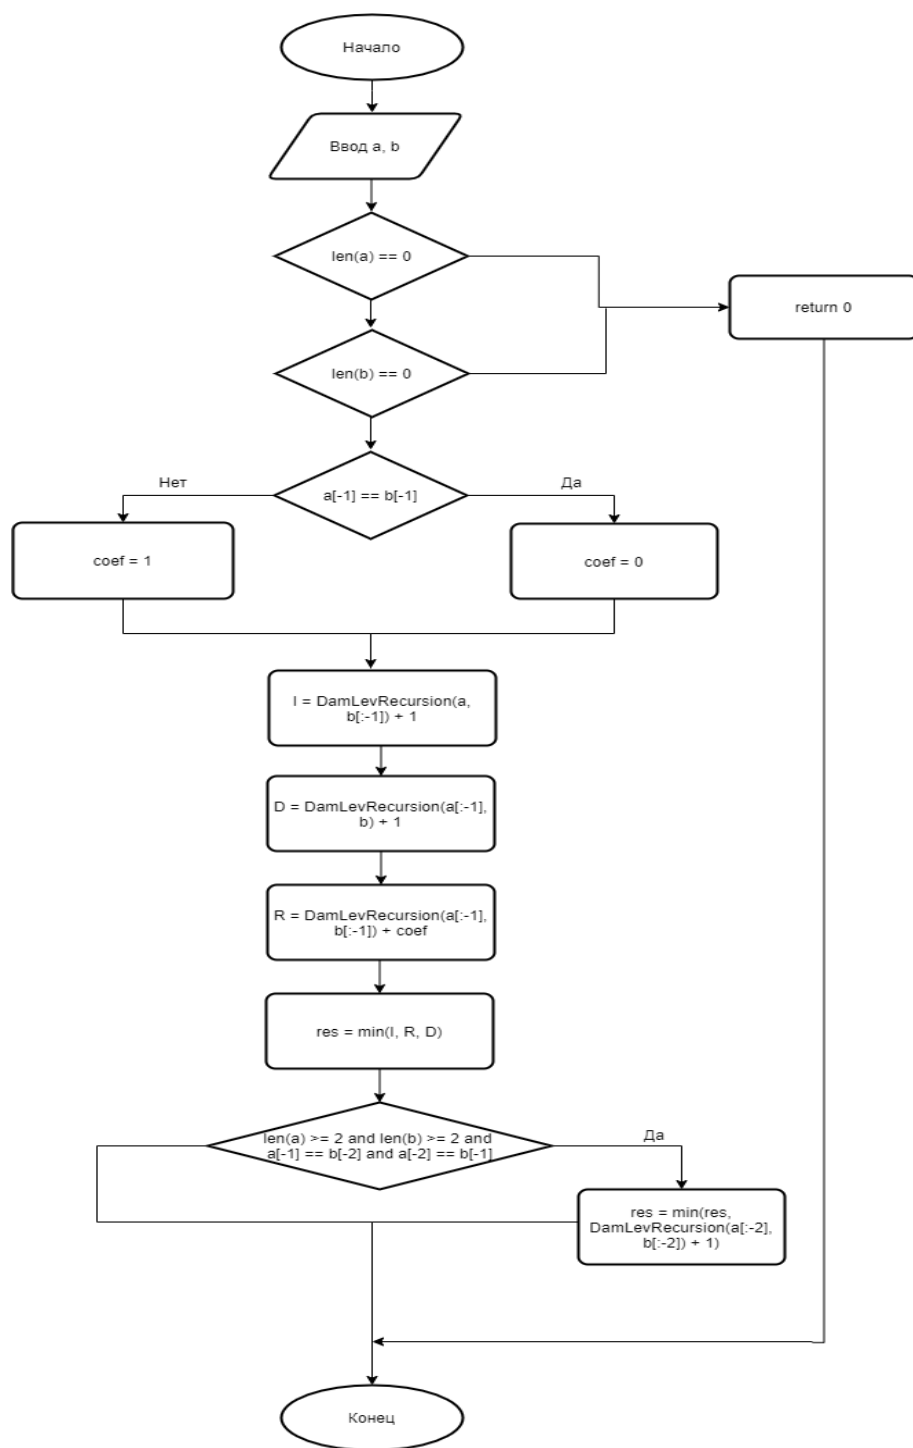 Начало
Ввод a, b
len(a) == 0
return 0
len(b) == 0
a[-1] == b[-1]
Нет
Да
coef = 1
coef = 0
I = DamLevRecursion(a,
b[:-1]) + 1
D = DamLevRecursion(a[:-1],
b) + 1
R = DamLevRecursion(a[:-1],
b[:-1]) + coef
res = min(I, R, D)
len(a) >= 2 and len(b) >= 2 and
a[-1] == b[-2] and a[-2] == b[-1]
Да
res = min(res,
DamLevRecursion(a[:-2],
b[:-2]) + 1)
Конец